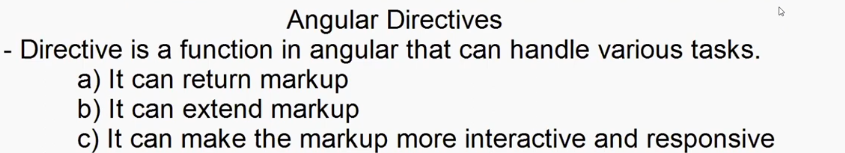 Angular Directives
- Directive is a function in angular that can handle various tasks.
a) It can return markup
b) It can extend markup
c) It can make the markup more interactive and responsive